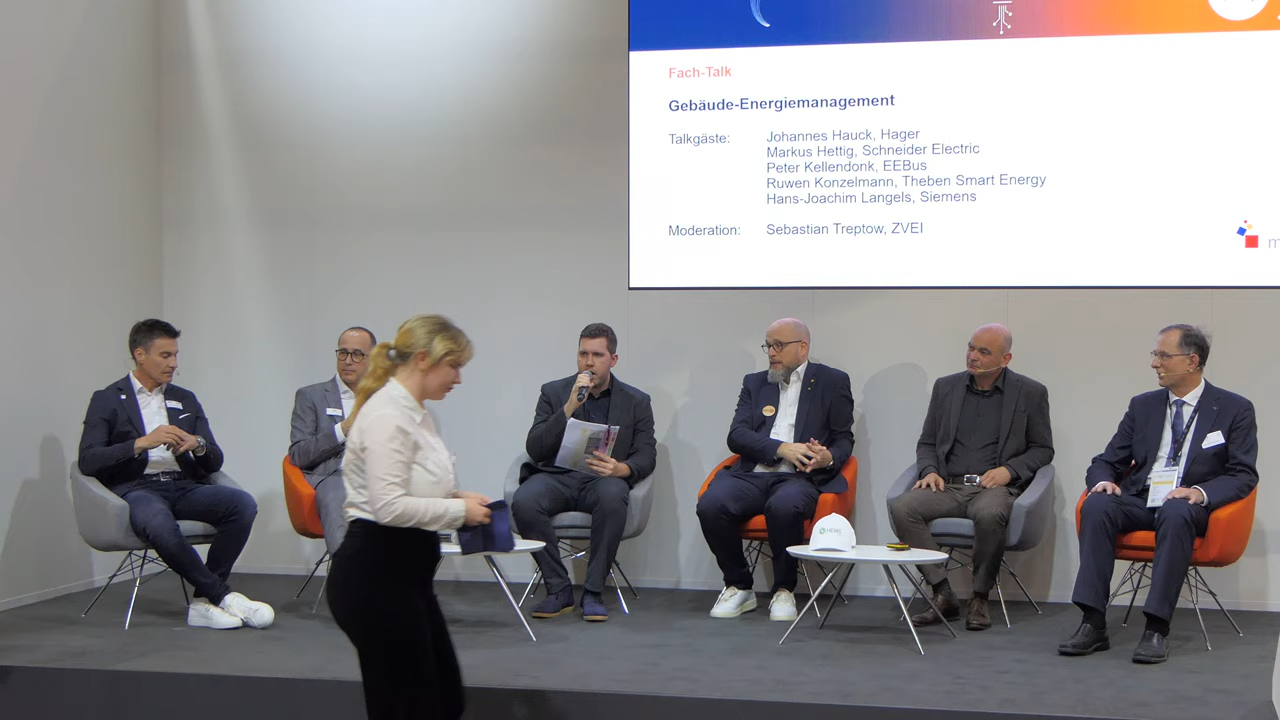 Fach-Talk
Gebäude-Energiemanagement
Talkgäste: Johannes Hauck, Hager
Markus Hettig, Schneider Electric
Peter Kellendonk, EEBus
Ruwen Konzelmann, Theben Smart Energy
Hans-Joachim Langels, Siemens
Moderation: Sebastian Treptow, ZVEI
HEMS